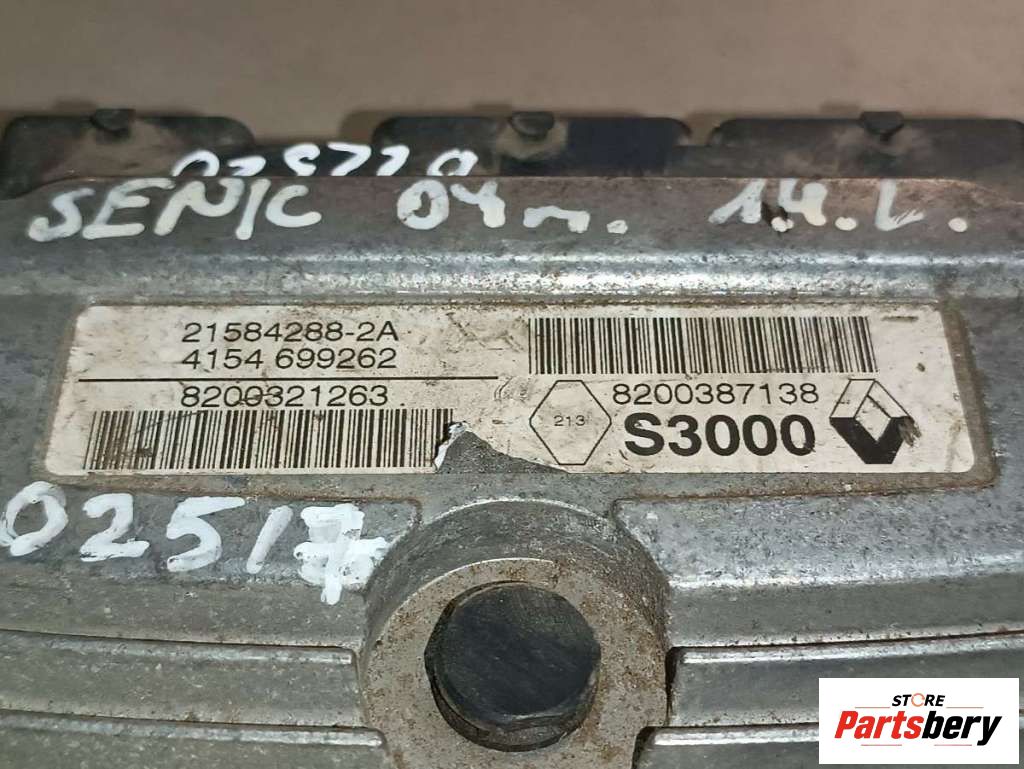 SENIC 04 m. 1.4.L.
21584288-2A
4154 699262
8200321263
213
8200387138
S3000
02517
STORE
Partsbery